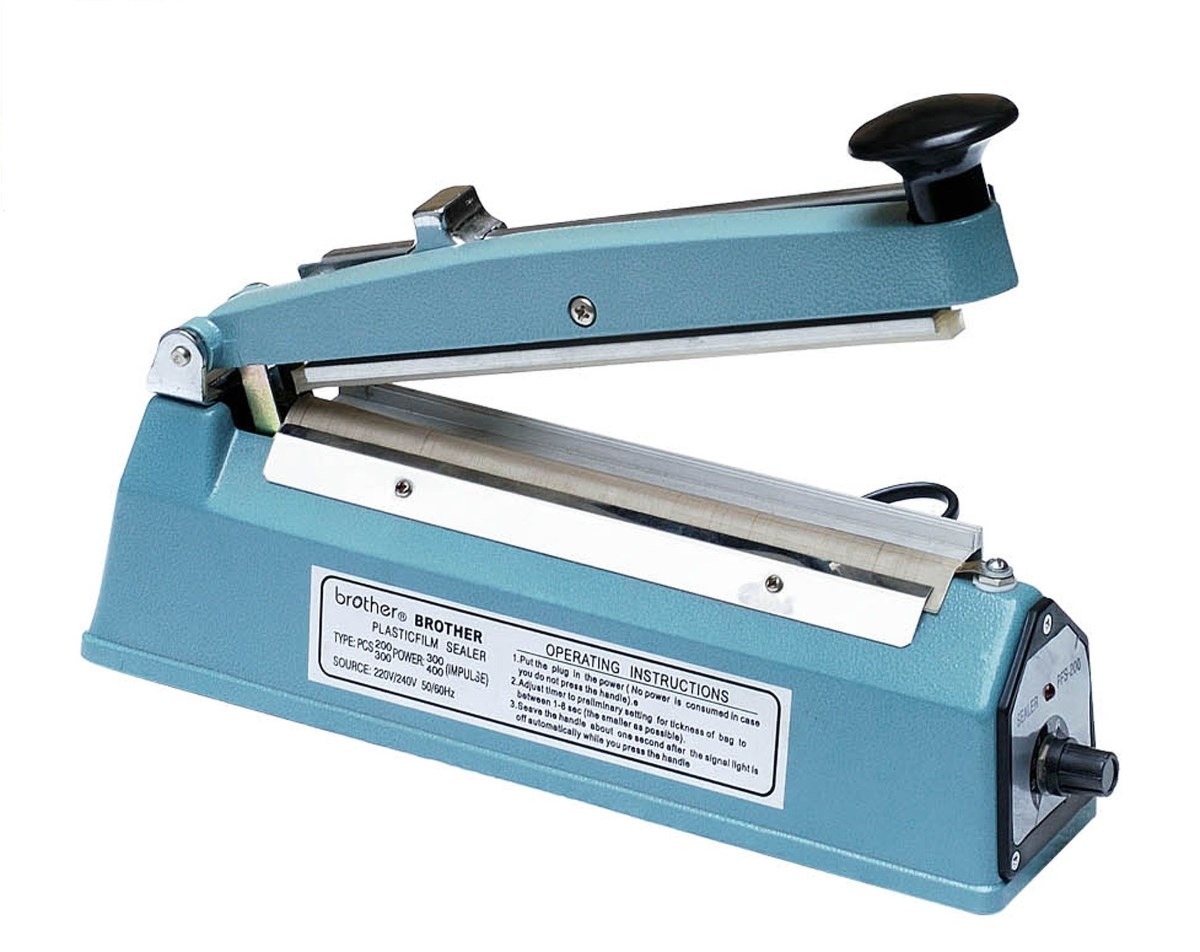 brother® BROTHER
PLASTICFILM SEALER
TYPE: PCS 200 300 POWER: 300 400 (IMPULSE)
SOURCE: 220V/240V 50/60Hz
OPERATING INSTRUCTIONS
1.Put the plug in the power ( No power is consumed in case
you do not press the handle).e
2.Adjust timer to preliminary setting for tickness of bag to
between 1-8 sec (the smaller as possible).
3.Seave the handle about one second after the signal light is
off automatically while you press the handle
SEALER PFS-200